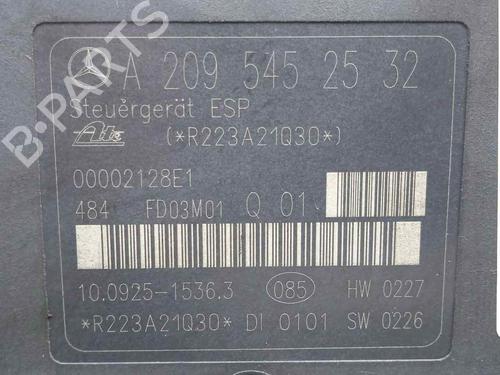 B-PARTS
A 209 545 25 32
Steuergerät ESP
Ate (*R223A21Q30*)
00002128E1
484 FD03M01 Q 01
10.0925-1536.3 085 HW 0227
*R223A21Q30* DI 0101 SW 0226